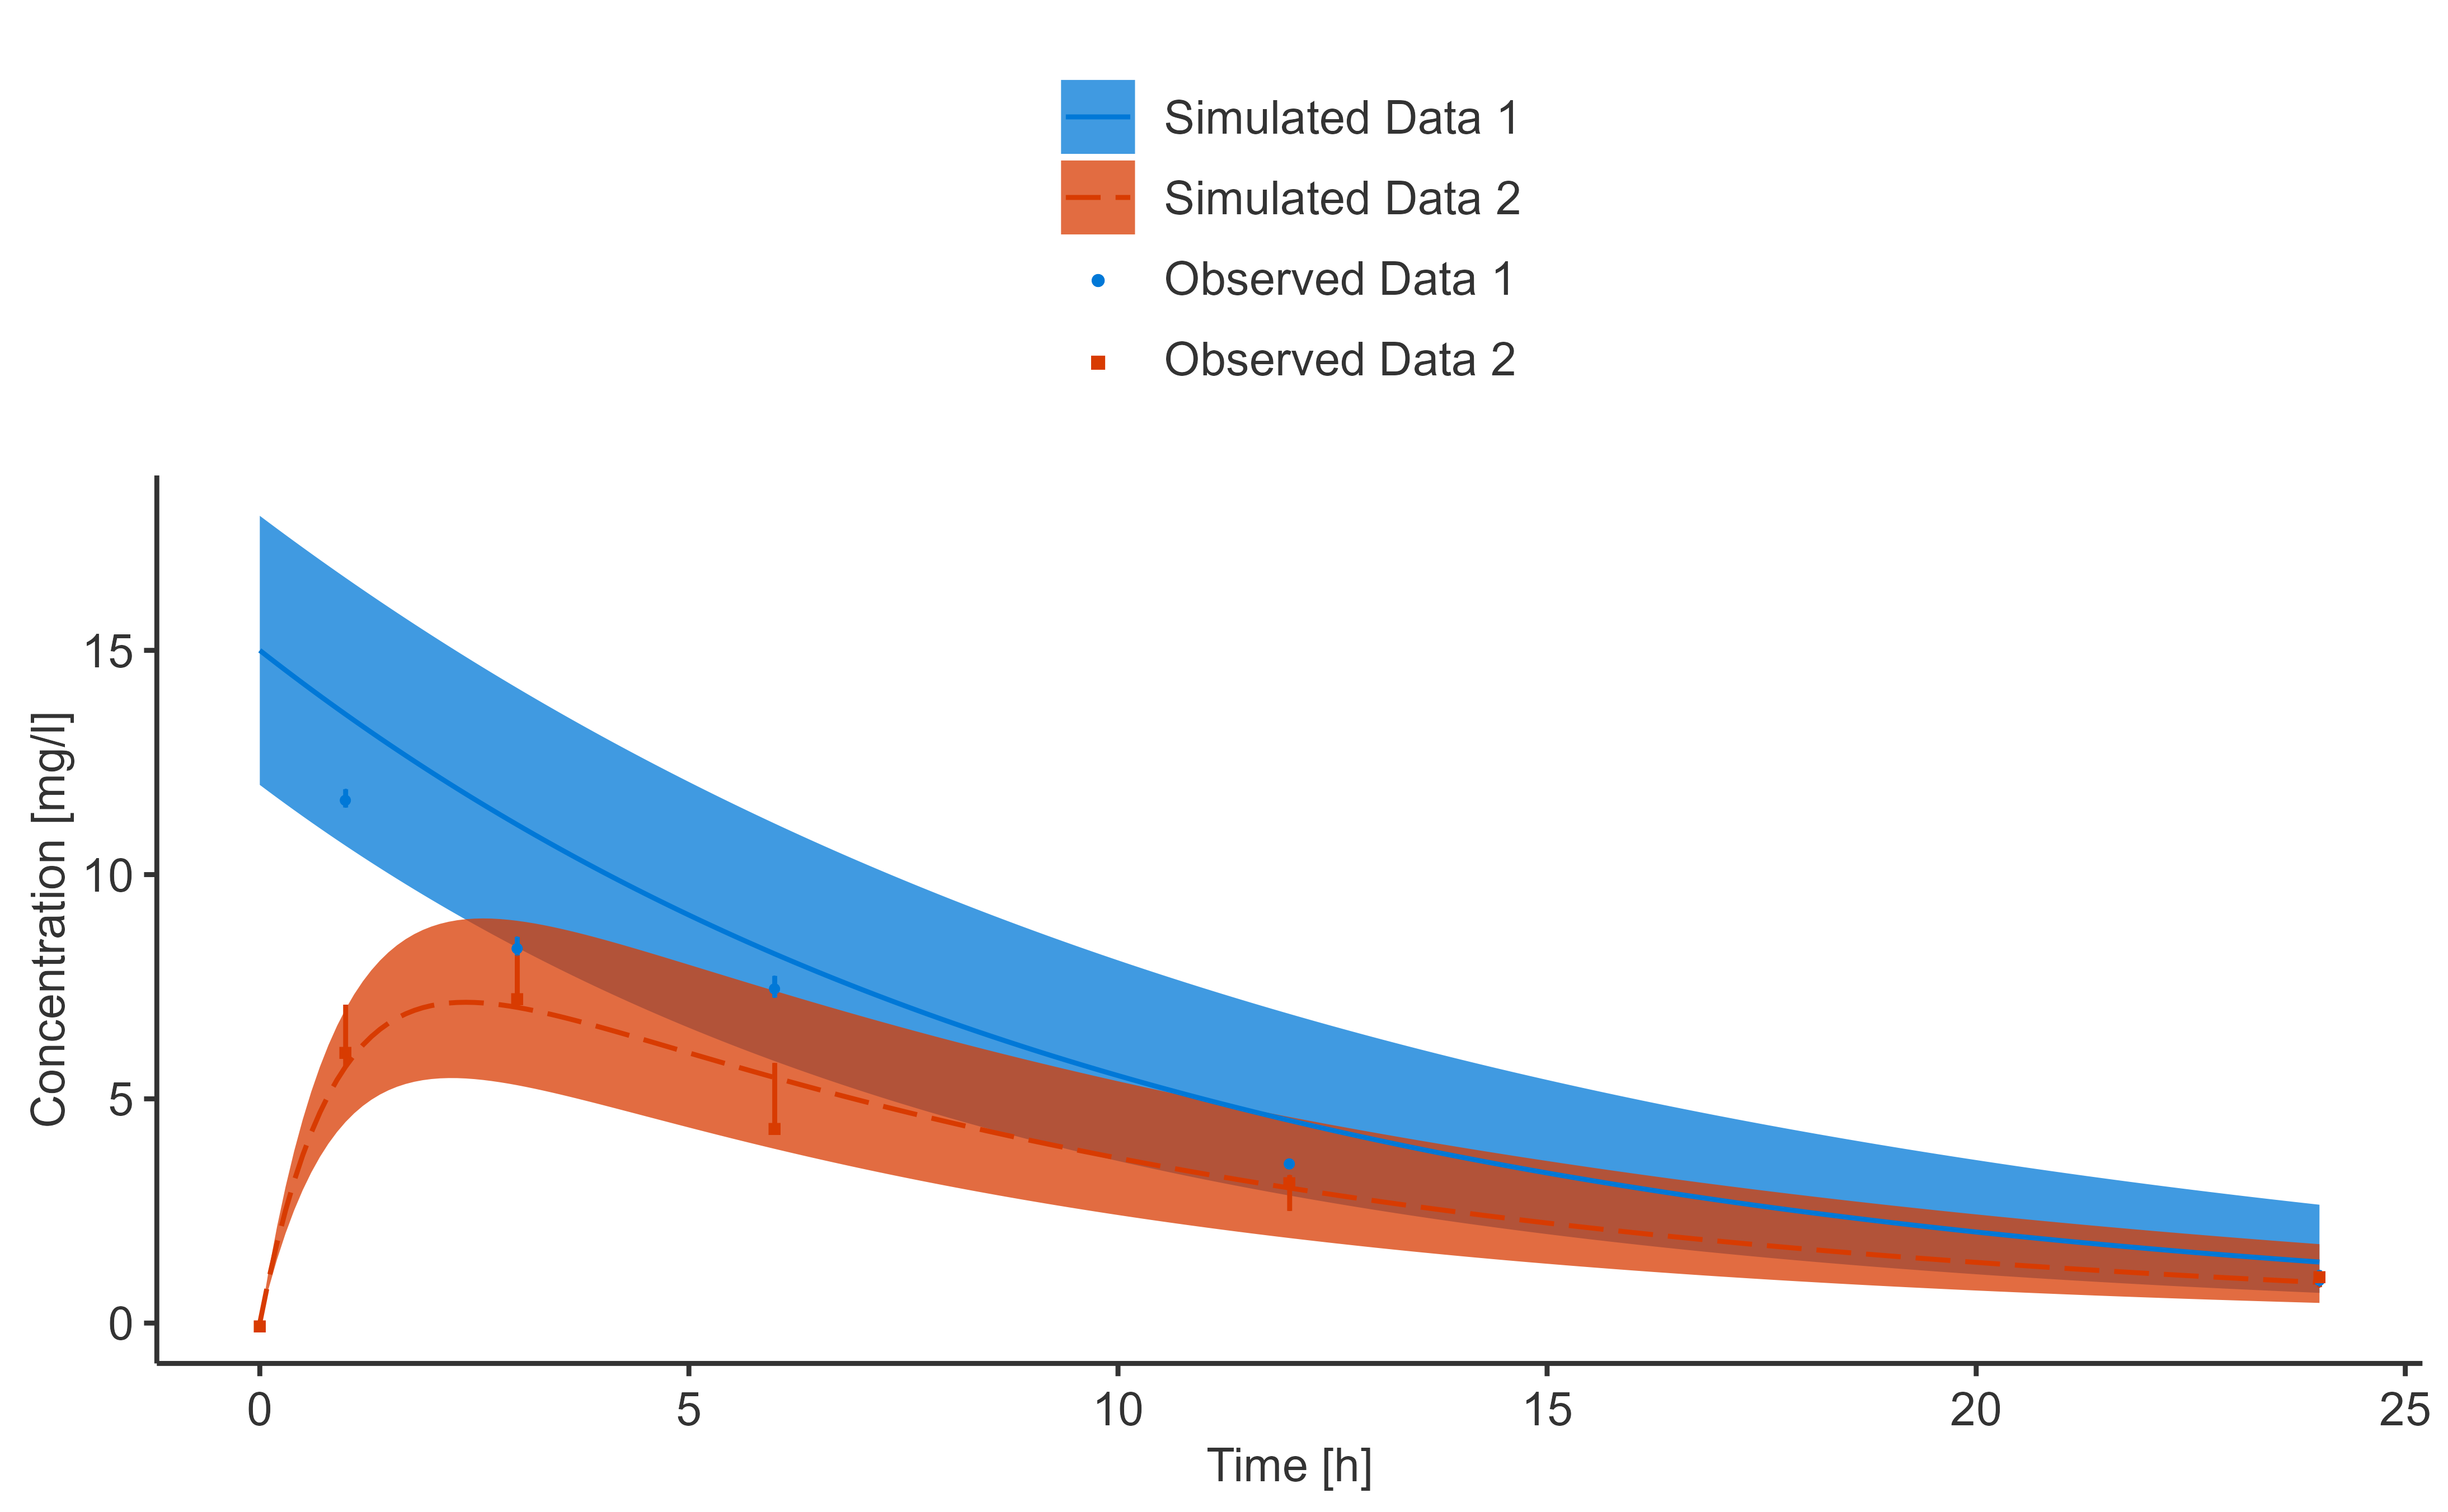 Simulated Data 1
Simulated Data 2
Observed Data 1
Observed Data 2
Concentration [mg/l]
15
10
5
0
0 5 10 15 20 25
Time [h]